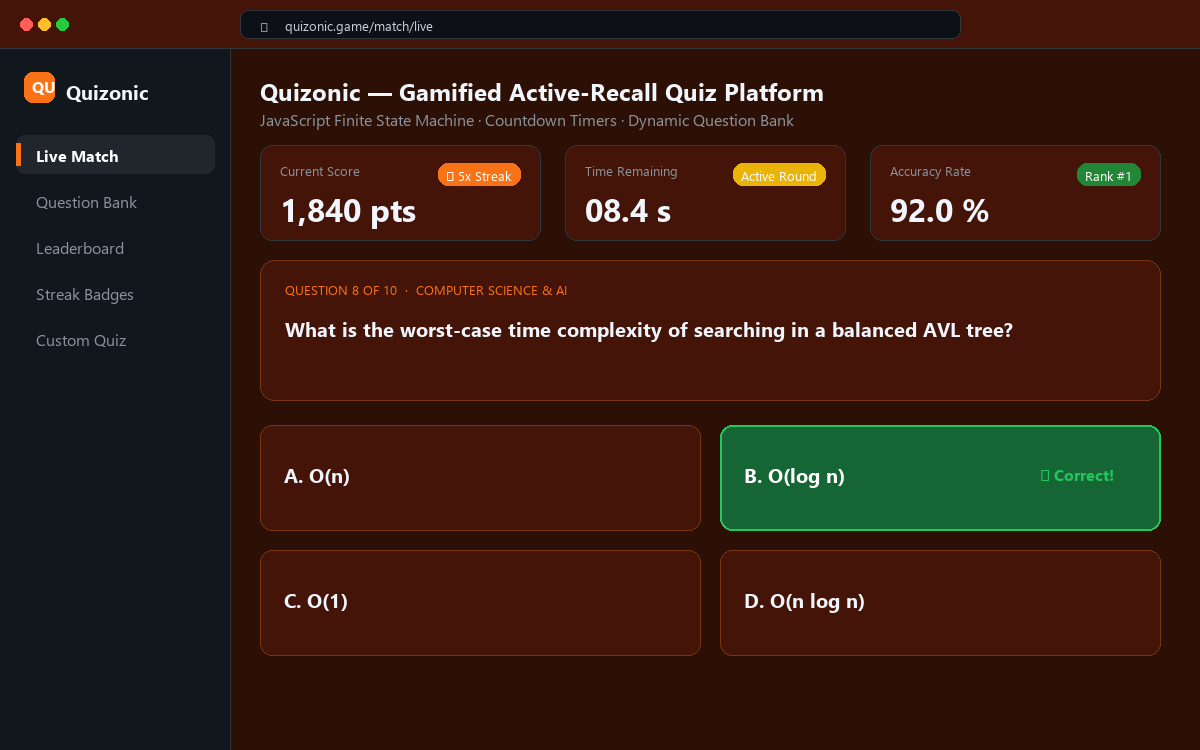 quizonic.game/match/live
QU
Quizonic
Live Match
Question Bank
Leaderboard
Streak Badges
Custom Quiz
Quizonic — Gamified Active-Recall Quiz Platform
JavaScript Finite State Machine · Countdown Timers · Dynamic Question Bank
Current Score
5x Streak
1,840 pts
Time Remaining
Active Round
08.4 s
Accuracy Rate
Rank #1
92.0 %
QUESTION 8 OF 10 · COMPUTER SCIENCE & AI
What is the worst-case time complexity of searching in a balanced AVL tree?
A. O(n)
B. O(log n)
Correct!
C. O(1)
D. O(n log n)